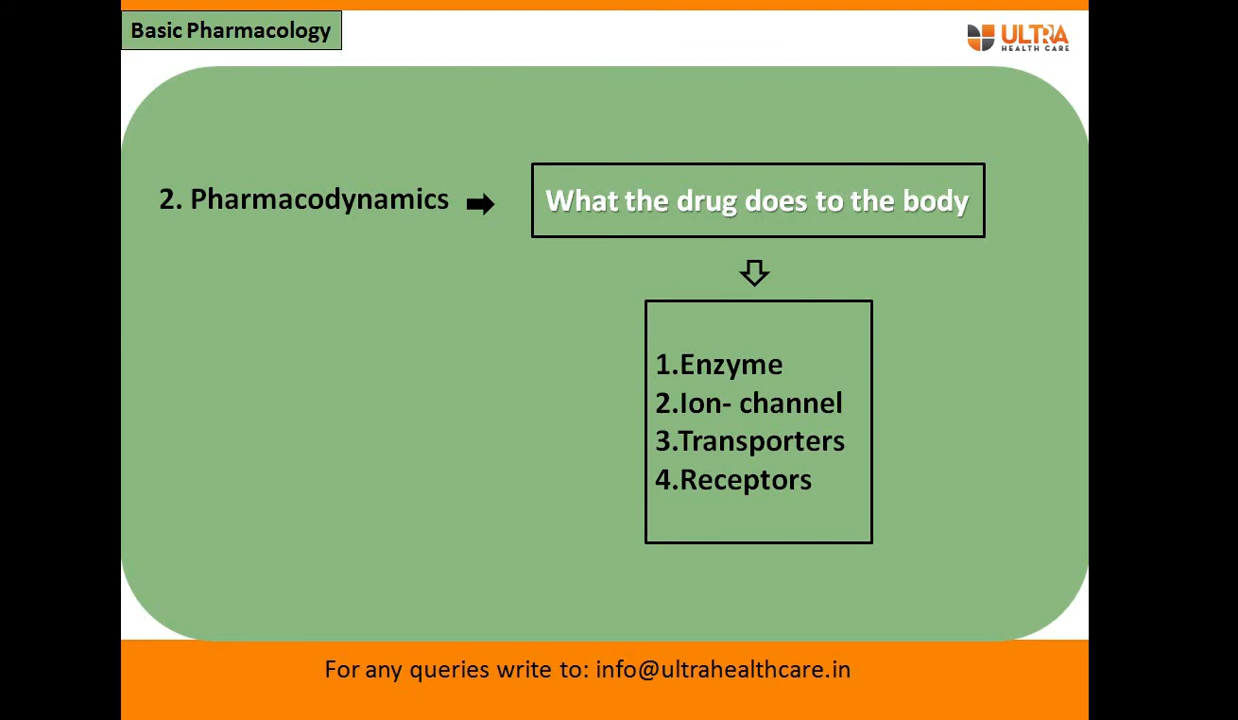 Basic Pharmacology
ULTRA
HEALTH CARE
2. Pharmacodynamics
What the drug does to the body
1.Enzyme
2.Ion- channel
3.Transporters
4.Receptors
For any queries write to: info@ultrahealthcare.in